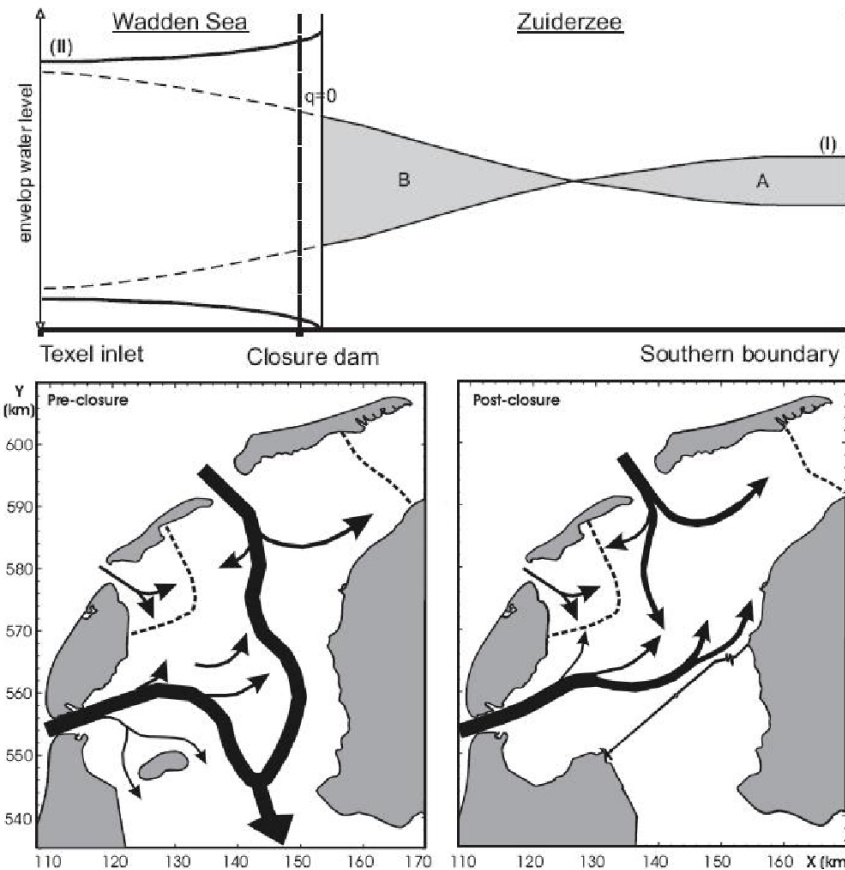 Wadden Sea Zuiderzee
(II)
q=0
(I)
envelop water level
B
A
Texel inlet Closure dam Southern boundary
Y
(km)
Pre-closure
Post-closure
600
590
580
570
560
550
540
110 120 130 140 150 160 170
110 120 130 140 150 160 X (km